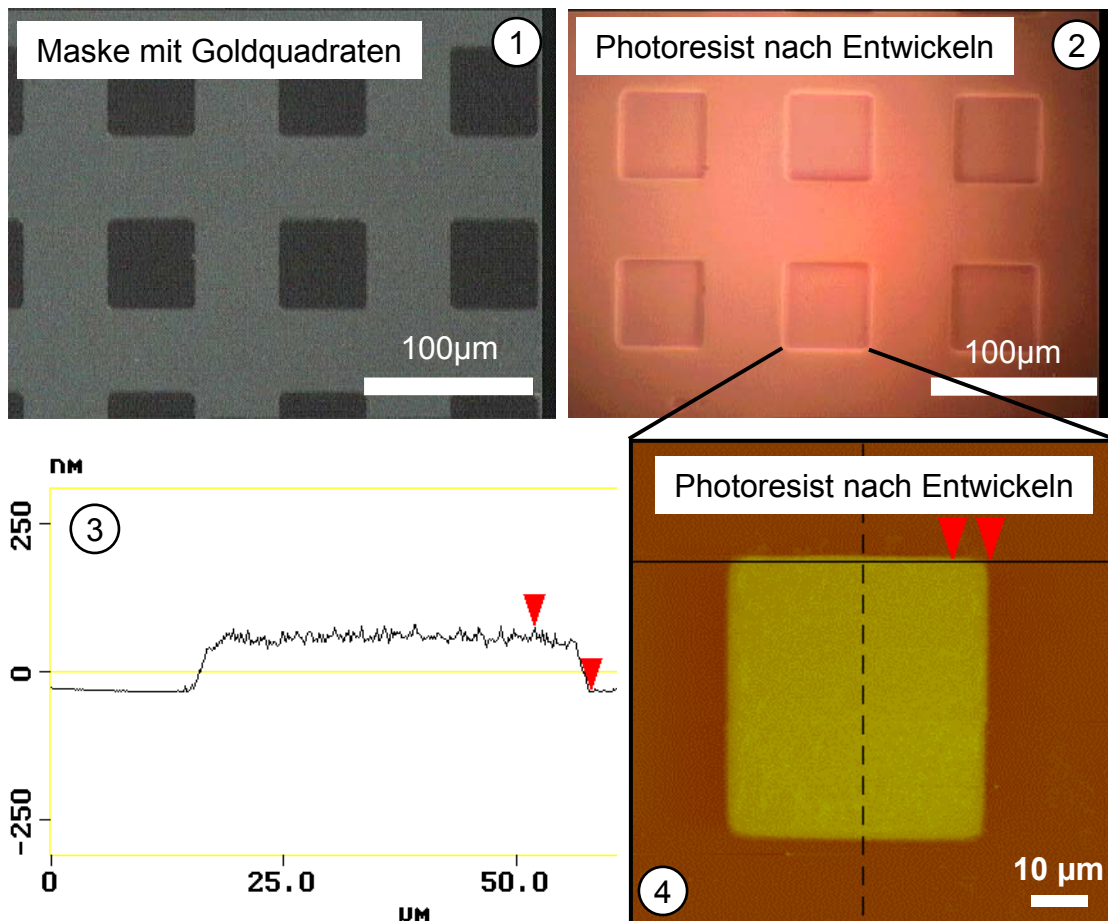 Maske mit Goldquadraten
1
100µm
Photoresist nach Entwickeln
2
100µm
nm
3
250
0
-250
0
25.0
50.0
µm
Photoresist nach Entwickeln
4
10 µm